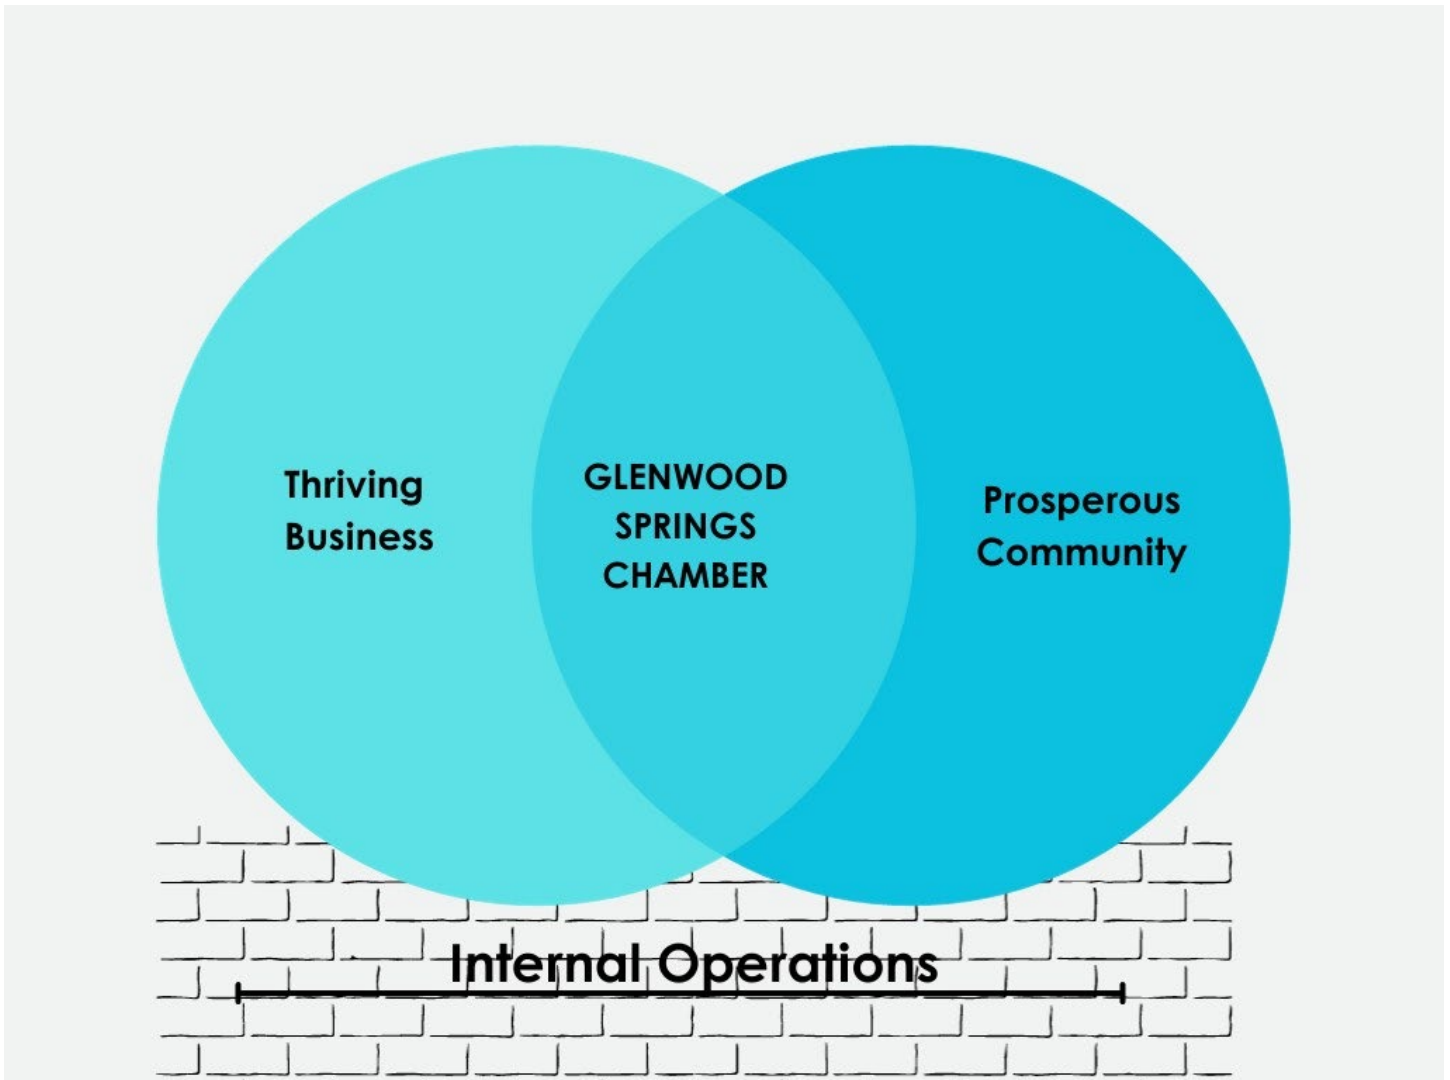 Thriving
Business
GLENWOOD
SPRINGS
CHAMBER
Prosperous
Community
Internal Operations